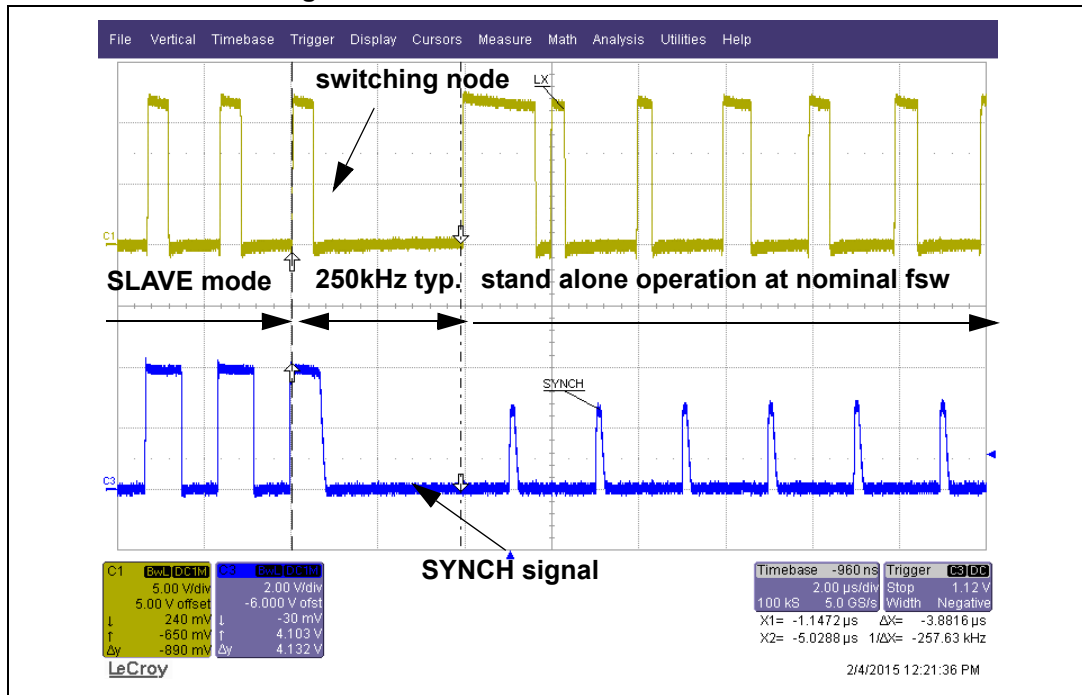 File Vertical Timebase Trigger Display Cursors Measure Math Analysis Utilities Help
switching node
LX
C1
SLAVE mode
250kHz typ.
stand alone operation at nominal fsw
SYNCH
C3
SYNCH signal
C1 BwL DC1M
5.00 V/div
5.00 V offset
↓ 240 mV
↑ -650 mV
Δy -890 mV
C3 BwL DC1M
2.00 V/div
-6.000 V ofst
↓ -30 mV
↑ 4.103 V
Δy 4.132 V
Timebase -960 ns
2.00 µs/div
100 kS 5.0 GS/s
Trigger C3 DC
Stop 1.12 V
Width Negative
X1= -1.1472 µs ΔX= -3.8816 µs
X2= -5.0288 µs 1/ΔX= -257.63 kHz
LeCroy
2/4/2015 12:21:36 PM